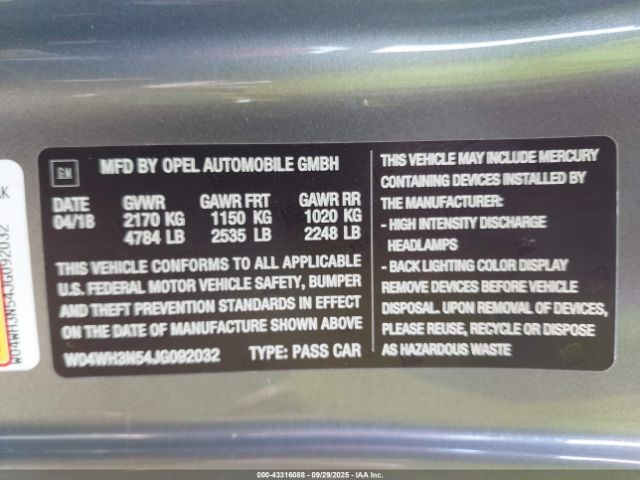 GM
MFD BY OPEL AUTOMOBILE GMBH
DATE GVWR GAWR FRT GAWR RR
04/18 2170 KG 1150 KG 1020 KG
4784 LB 2535 LB 2248 LB
THIS VEHICLE CONFORMS TO ALL APPLICABLE
U.S. FEDERAL MOTOR VEHICLE SAFETY, BUMPER
AND THEFT PREVENTION STANDARDS IN EFFECT
ON THE DATE OF MANUFACTURE SHOWN ABOVE
W04WH3N54JG092032 TYPE: PASS CAR
THIS VEHICLE MAY INCLUDE MERCURY
CONTAINING DEVICES INSTALLED BY
THE MANUFACTURER:
- HIGH INTENSITY DISCHARGE
HEADLAMPS
- BACK LIGHTING COLOR DISPLAY
REMOVE DEVICES BEFORE VEHICLE
DISPOSAL. UPON REMOVAL OF DEVICES,
PLEASE REUSE, RECYCLE OR DISPOSE
AS HAZARDOUS WASTE
W04WH3N54JG092032
000-43316088 - 09/29/2025 - IAA Inc.